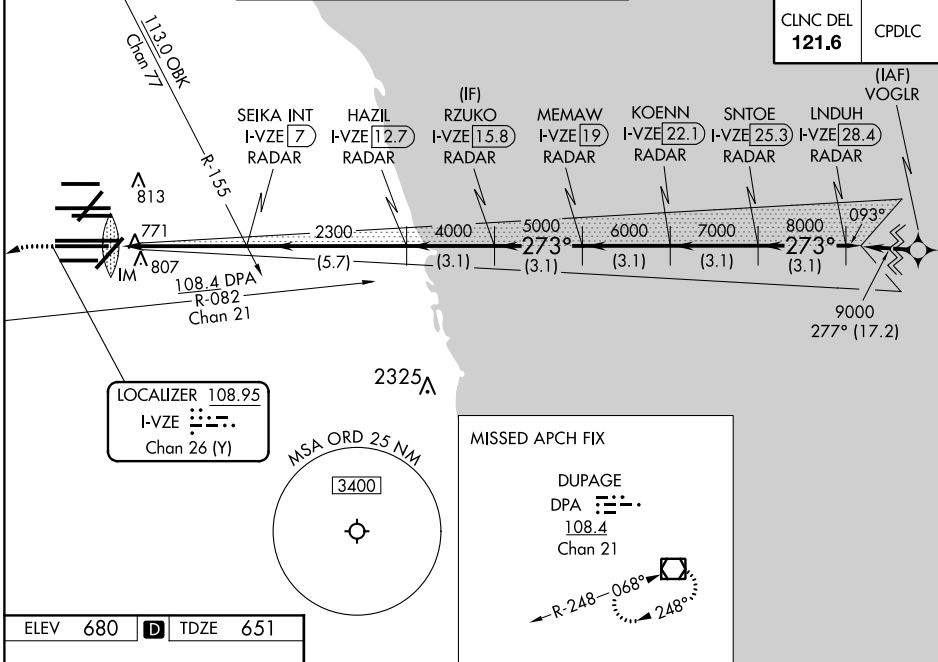 CLNC DEL
121.6
CPDLC
113.0 OBK
Chan 77
R-155
SEIKA INT
I-VZE 7
RADAR
HAZIL
I-VZE 12.7
RADAR
(IF)
RZUKO
I-VZE 15.8
RADAR
MEMAW
I-VZE 19
RADAR
KOENN
I-VZE 22.1
RADAR
SNTOE
I-VZE 25.3
RADAR
LNDUH
I-VZE 28.4
RADAR
(IAF)
VOGLR
813
771
807
IM
2300
4000
5000
6000
7000
8000
093°
273°
273°
(5.7)
(3.1)
(3.1)
(3.1)
(3.1)
(3.1)
108.4 DPA
R-082
Chan 21
9000
277° (17.2)
LOCALIZER 108.95
I-VZE
Chan 26 (Y)
2325
MSA ORD 25 NM
3400
MISSED APCH FIX
DUPAGE
DPA
108.4
Chan 21
R-248
068°
248°
ELEV 680 D TDZE 651